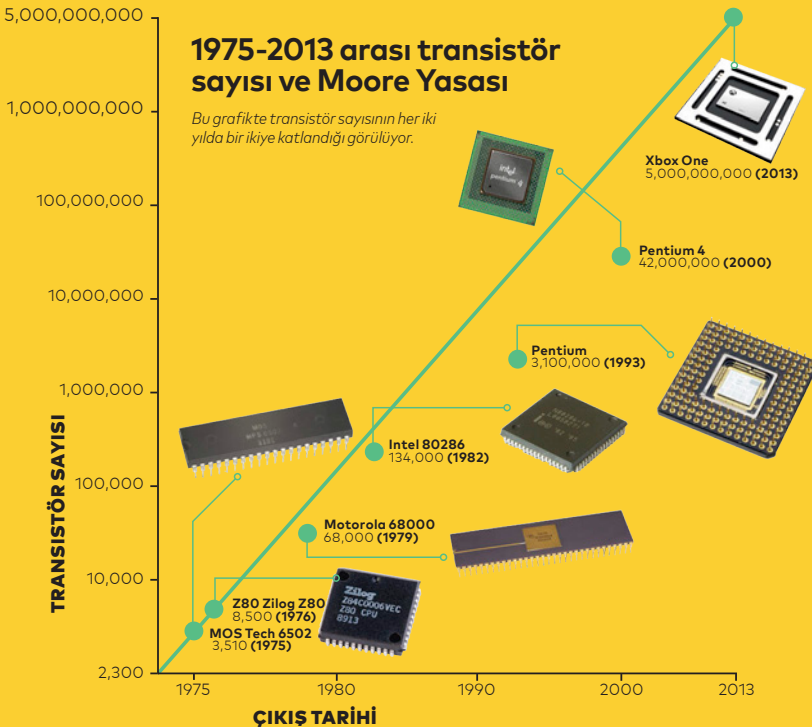 1975-2013 arası transistör
sayısı ve Moore Yasası
Bu grafikte transistör sayısının her iki
yılda bir ikiye katlandığı görülüyor.
5,000,000,000
1,000,000,000
100,000,000
10,000,000
1,000,000
100,000
10,000
2,300
TRANSISTÖR SAYISI
Xbox One
5,000,000,000 (2013)
intel
pentium 4
Pentium 4
42,000,000 (2000)
Pentium
3,100,000 (1993)
Intel 80286
134,000 (1982)
Motorola 68000
68,000 (1979)
Zilog
Z84C0006VEC
Z80 CPU
8913
Z80 Zilog Z80
8,500 (1976)
MOS Tech 6502
3,510 (1975)
1975
1980
1990
2000
2013
ÇIKIŞ TARİHİ